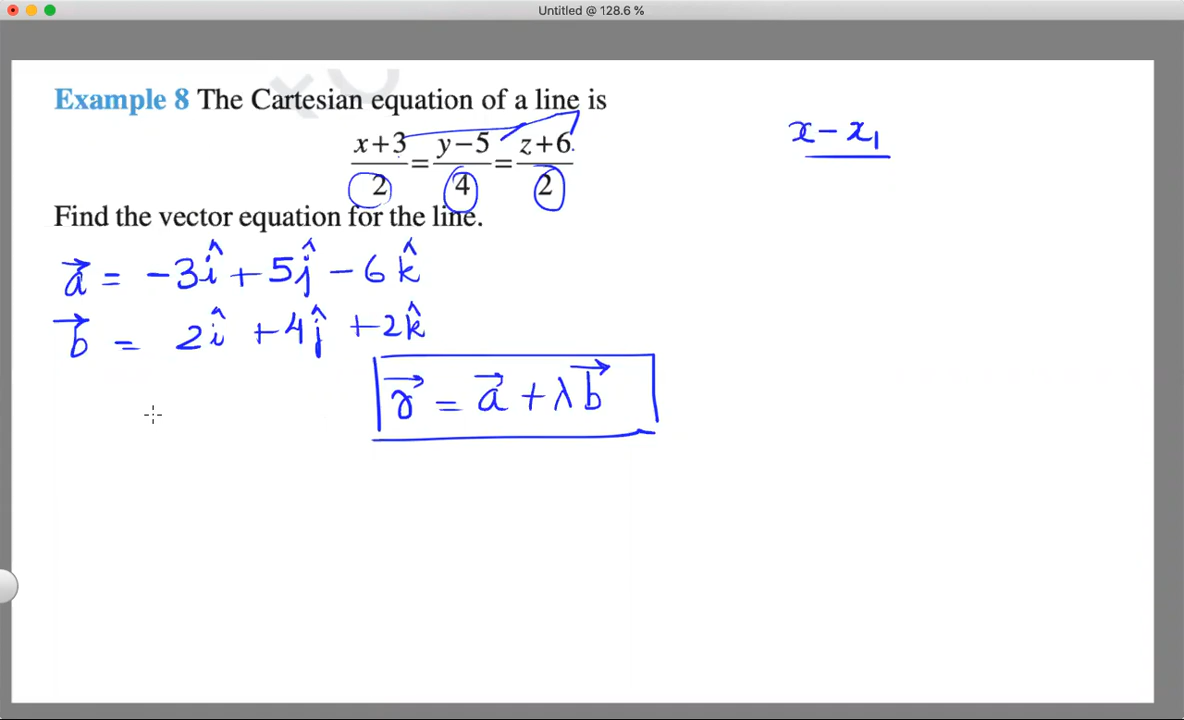 Untitled @ 128.6 %
Example 8 The Cartesian equation of a line is
x+3/2 = y−5/4 = z+6/2
x − x₁
Find the vector equation for the line.
a⃗ = −3î + 5ĵ − 6k̂
b⃗ = 2î + 4ĵ + 2k̂
r⃗ = a⃗ + λb⃗